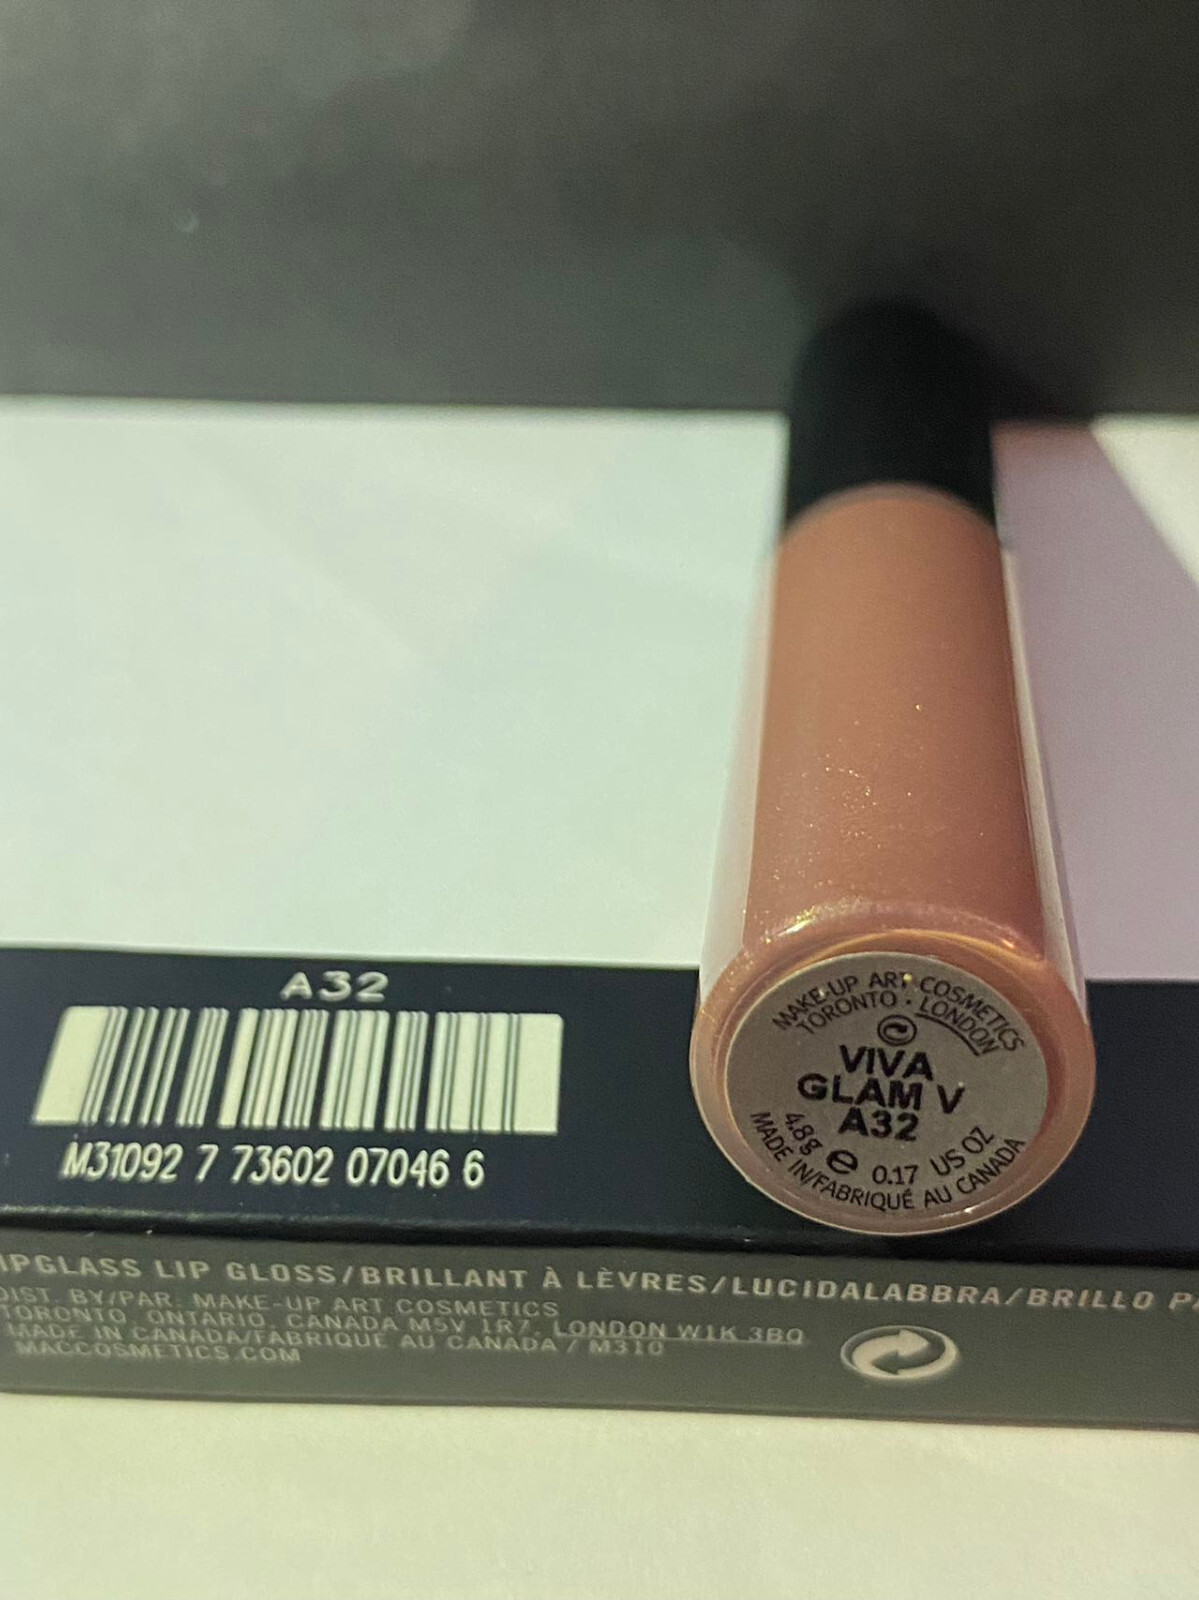 A32
M31092 7 73602 07046 6
MAKE-UP ART COSMETICS
TORONTO · LONDON
VIVA
GLAM V
A32
4.8g e 0.17 US OZ
MADE IN/FABRIQUÉ AU CANADA
LIPGLASS LIP GLOSS/BRILLANT À LÈVRES/LUCIDALABBRA/BRILLO P
DIST. BY/PAR: MAKE-UP ART COSMETICS
TORONTO, ONTARIO, CANADA M5V 1R7, LONDON W1K 3BQ
MADE IN CANADA/FABRIQUÉ AU CANADA / M310
MACCOSMETICS.COM